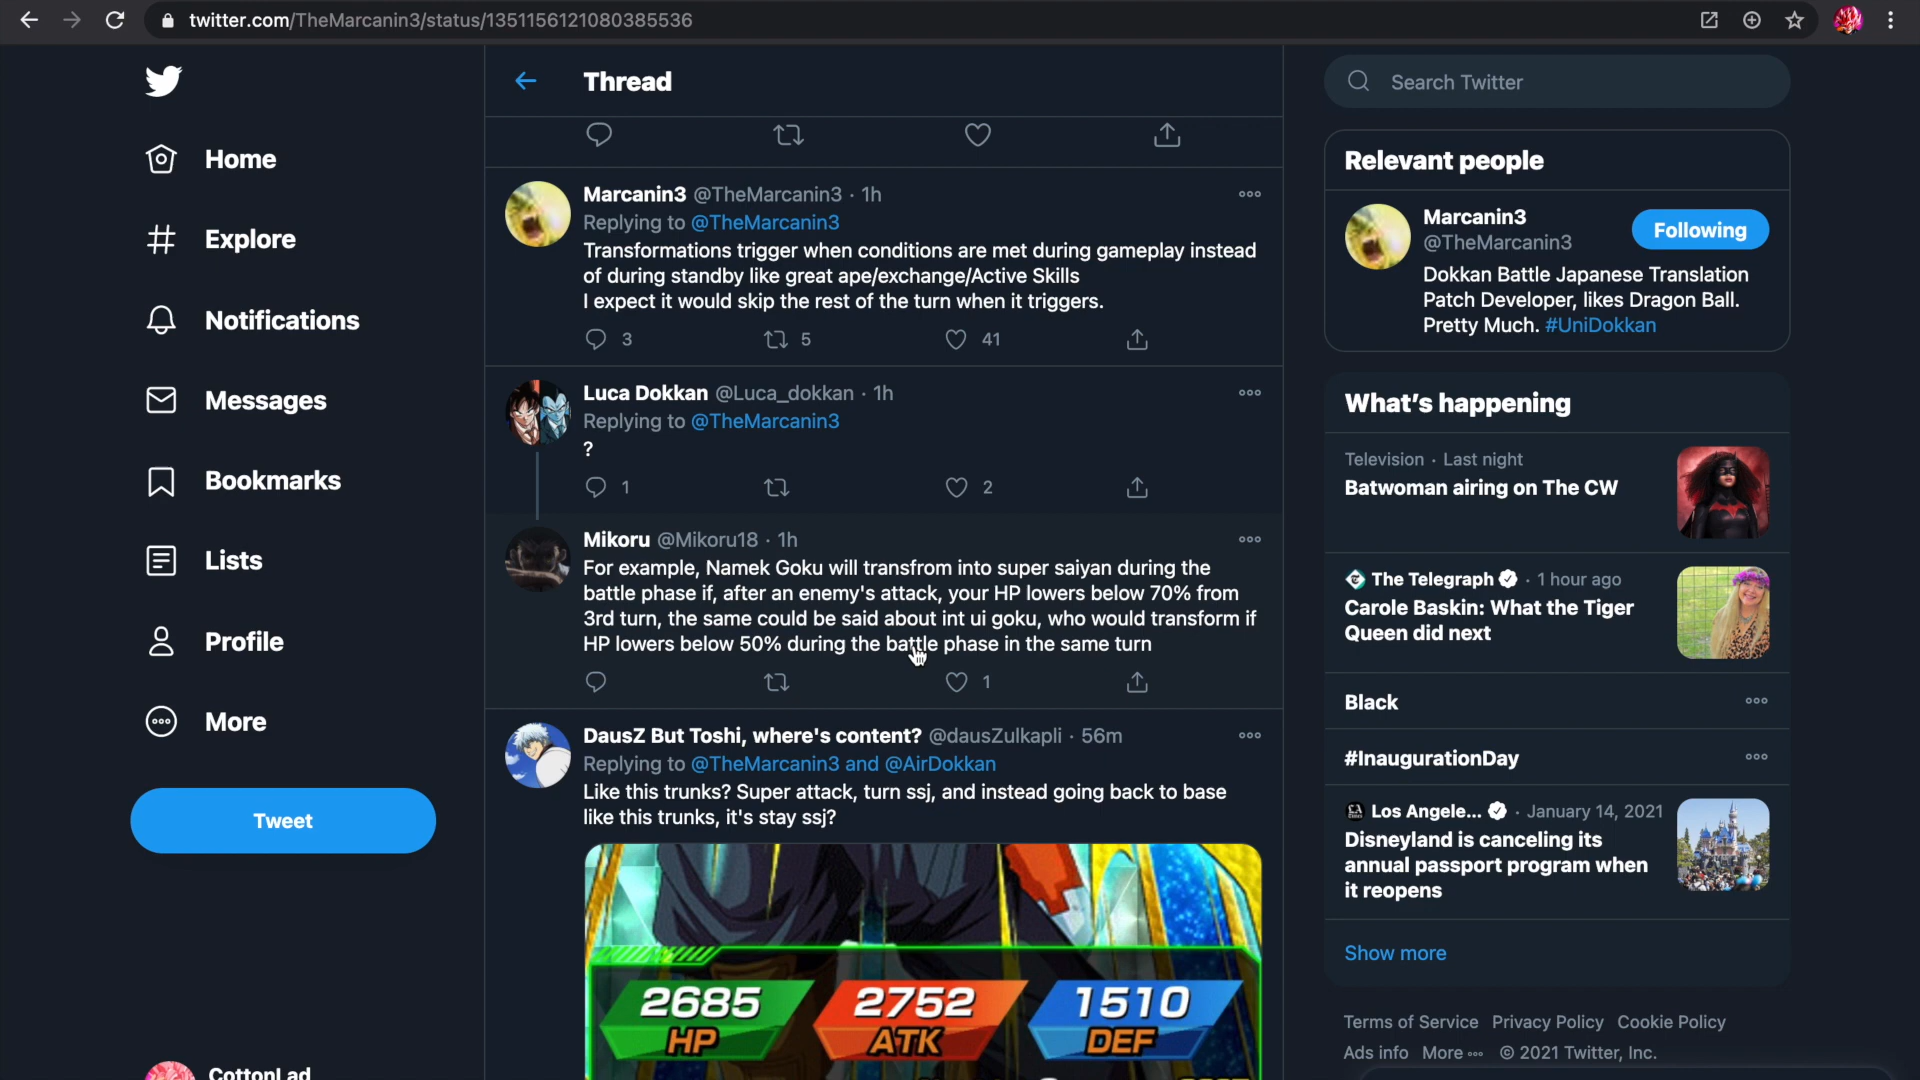 twitter.com/TheMarcanin3/status/1351156121080385536
Home
Explore
Notifications
Messages
Bookmarks
Lists
Profile
More
Tweet
CottonLad
Thread
Marcanin3 @TheMarcanin3 · 1h
Replying to @TheMarcanin3
Transformations trigger when conditions are met during gameplay instead
of during standby like great ape/exchange/Active Skills
I expect it would skip the rest of the turn when it triggers.
3 5 41
Luca Dokkan @Luca_dokkan · 1h
Replying to @TheMarcanin3
?
1 2
Mikoru @Mikoru18 · 1h
For example, Namek Goku will transfrom into super saiyan during the
battle phase if, after an enemy's attack, your HP lowers below 70% from
3rd turn, the same could be said about int ui goku, who would transform if
HP lowers below 50% during the battle phase in the same turn
1
DausZ But Toshi, where's content? @dausZulkapli · 56m
Replying to @TheMarcanin3 and @AirDokkan
Like this trunks? Super attack, turn ssj, and instead going back to base
like this trunks, it's stay ssj?
2685 2752 1510
HP ATK DEF
Search Twitter
Relevant people
Marcanin3
@TheMarcanin3
Following
Dokkan Battle Japanese Translation
Patch Developer, likes Dragon Ball.
Pretty Much. #UniDokkan
What's happening
Television · Last night
Batwoman airing on The CW
The Telegraph · 1 hour ago
Carole Baskin: What the Tiger
Queen did next
Black
#InaugurationDay
Los Angele... · January 14, 2021
Disneyland is canceling its
annual passport program when
it reopens
Show more
Terms of Service Privacy Policy Cookie Policy
Ads info More © 2021 Twitter, Inc.